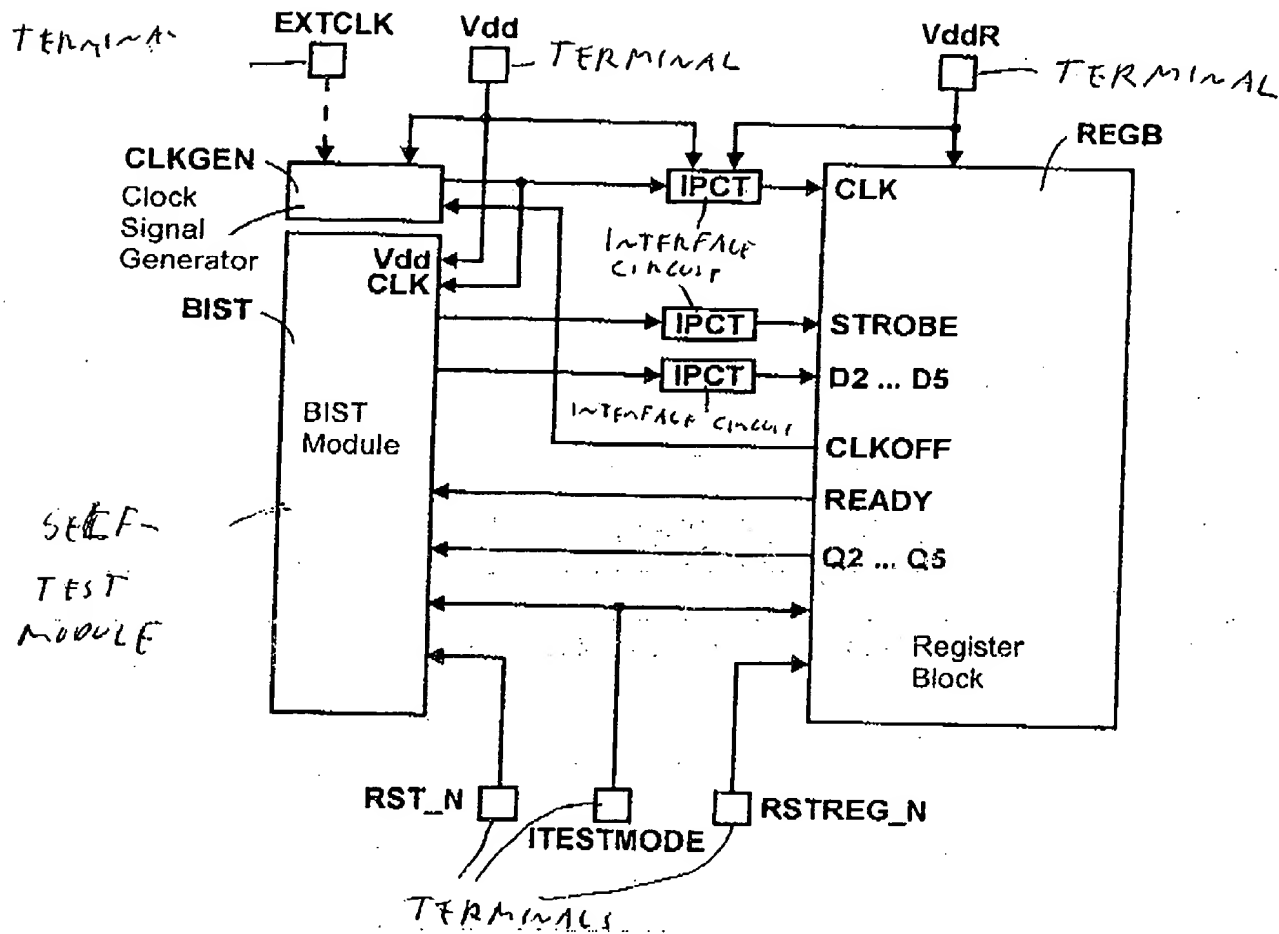 TERMINAL
EXTCLK
Vdd
TERMINAL
VddR
TERMINAL
REGB
CLKGEN
Clock
Signal
Generator
IPCT
CLK
INTERFACE
CIRCUIT
Vdd
CLK
BIST
IPCT
STROBE
IPCT
D2 ... D5
INTERFACE CIRCUIT
BIST
Module
CLKOFF
READY
SELF-
TEST
MODULE
Q2 ... Q5
Register
Block
RST_N
ITESTMODE
RSTREG_N
TERMINALS